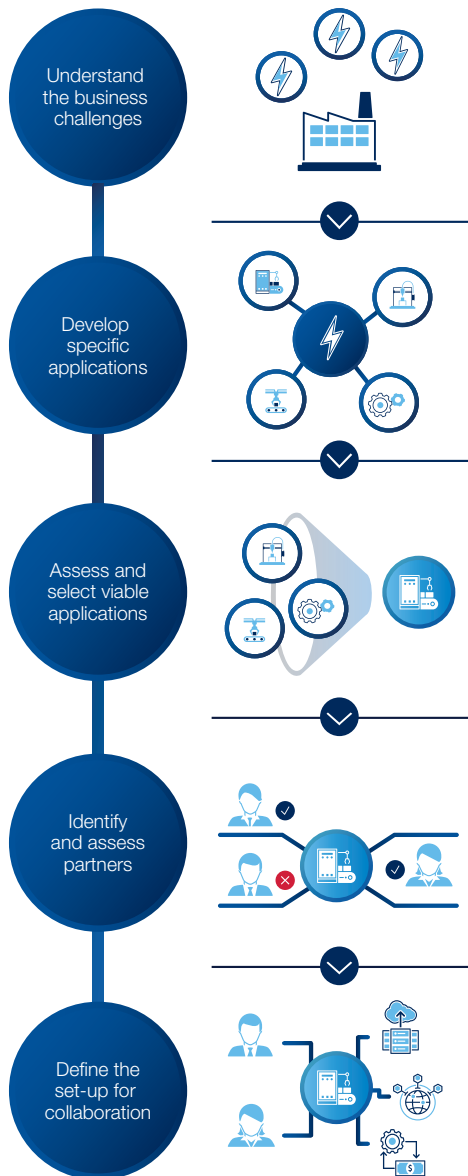 Understand
the business
challenges
Develop
specific
applications
Assess and
select viable
applications
Identify
and assess
partners
Define the
set-up for
collaboration
$